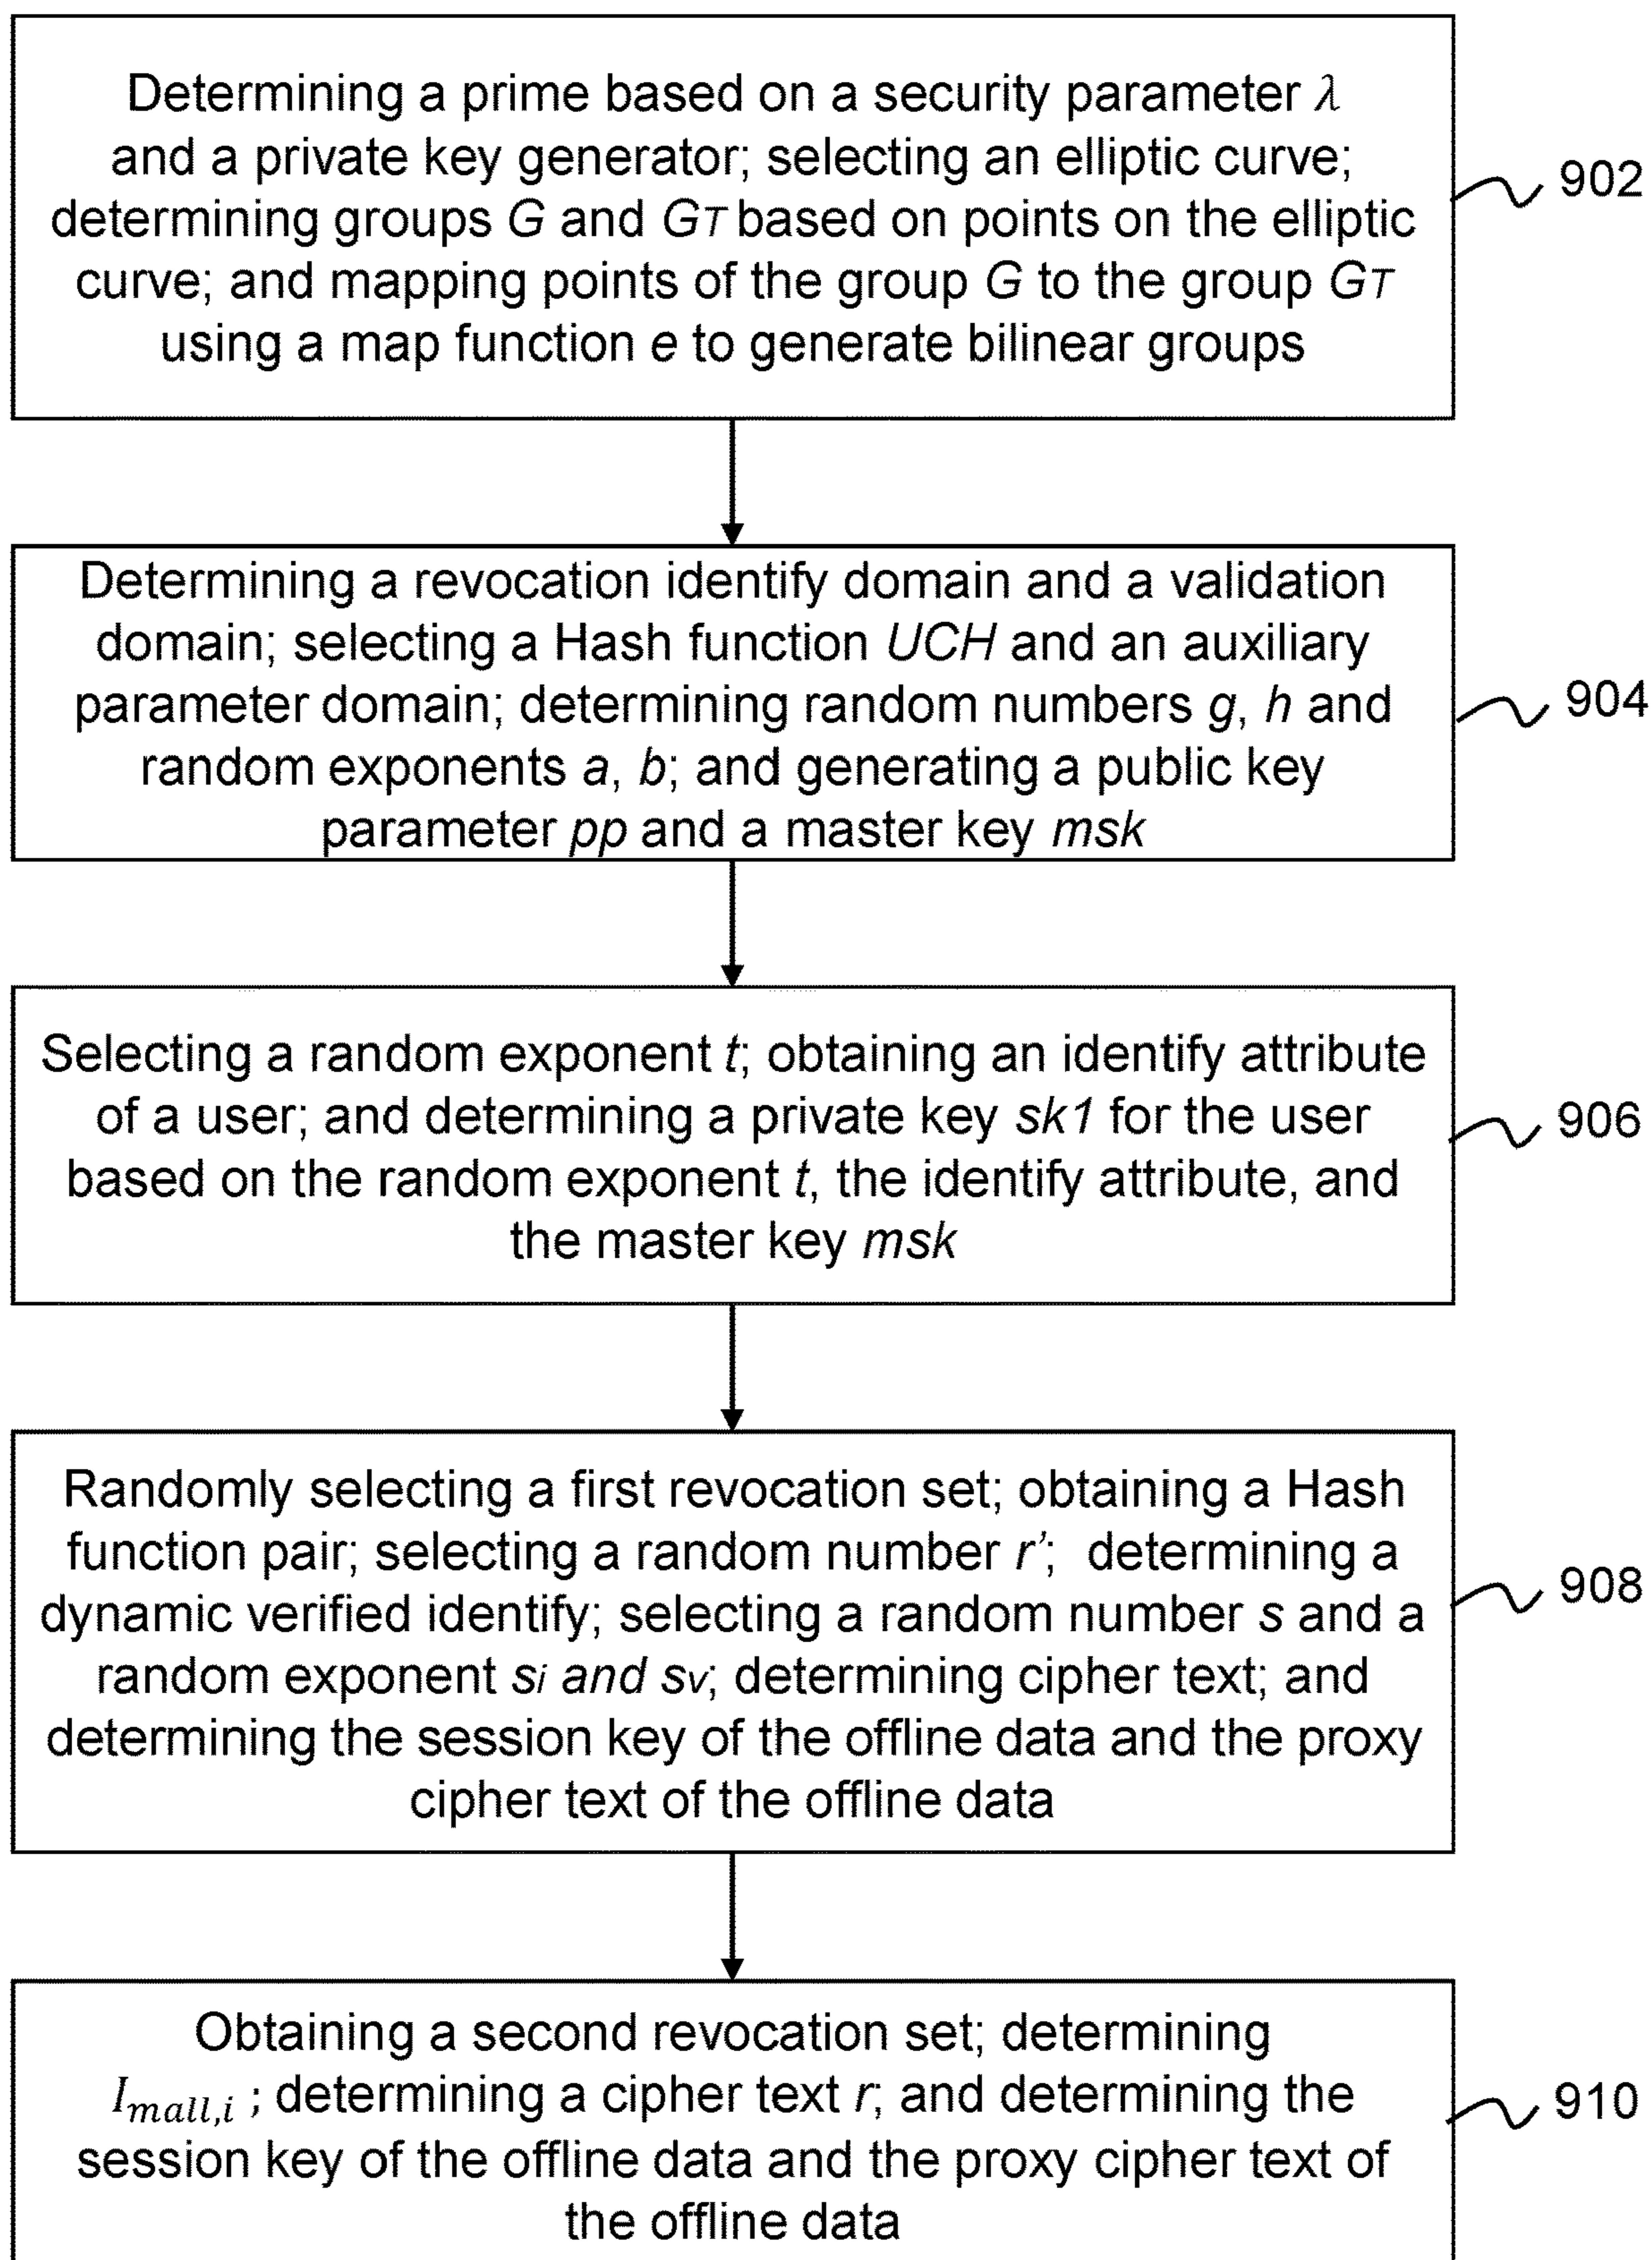 Determining a prime based on a security parameter λ
and a private key generator; selecting an elliptic curve;
determining groups G and GT based on points on the elliptic
curve; and mapping points of the group G to the group GT
using a map function e to generate bilinear groups
902
Determining a revocation identify domain and a validation
domain; selecting a Hash function UCH and an auxiliary
parameter domain; determining random numbers g, h and
random exponents a, b; and generating a public key
parameter pp and a master key msk
904
Selecting a random exponent t; obtaining an identify attribute
of a user; and determining a private key sk1 for the user
based on the random exponent t, the identify attribute, and
the master key msk
906
Randomly selecting a first revocation set; obtaining a Hash
function pair; selecting a random number r’; determining a
dynamic verified identify; selecting a random number s and a
random exponent si and sv; determining cipher text; and
determining the session key of the offline data and the proxy
cipher text of the offline data
908
Obtaining a second revocation set; determining
Imall,i ; determining a cipher text r; and determining the
session key of the offline data and the proxy cipher text of
the offline data
910